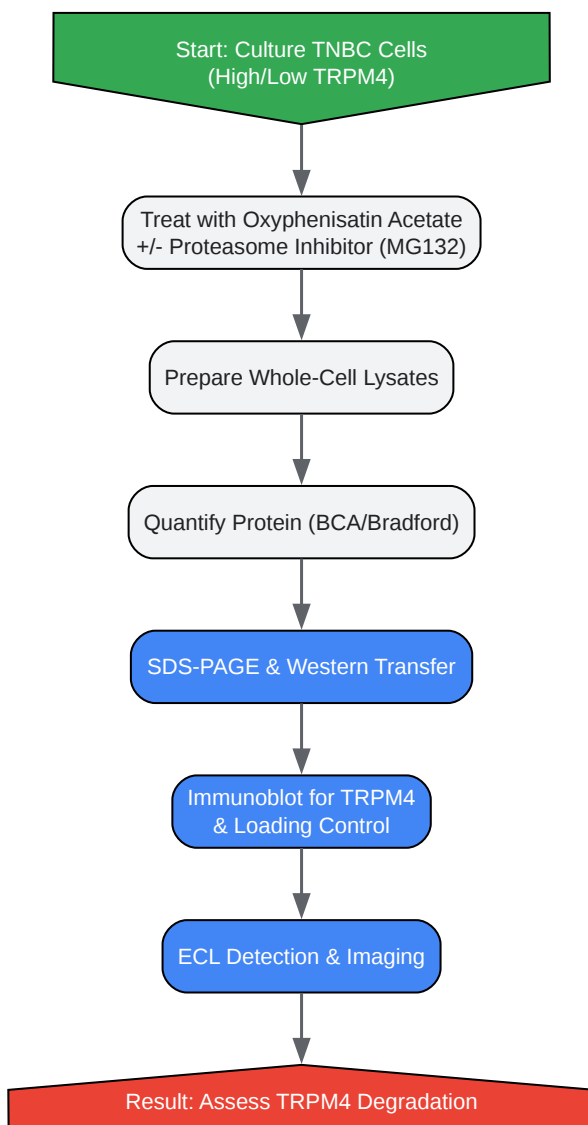 Start: Culture TNBC Cells
(High/Low TRPM4)
Treat with Oxyphenisatin Acetate
+/- Proteasome Inhibitor (MG132)
Prepare Whole-Cell Lysates
Quantify Protein (BCA/Bradford)
SDS-PAGE & Western Transfer
Immunoblot for TRPM4
& Loading Control
ECL Detection & Imaging
Result: Assess TRPM4 Degradation